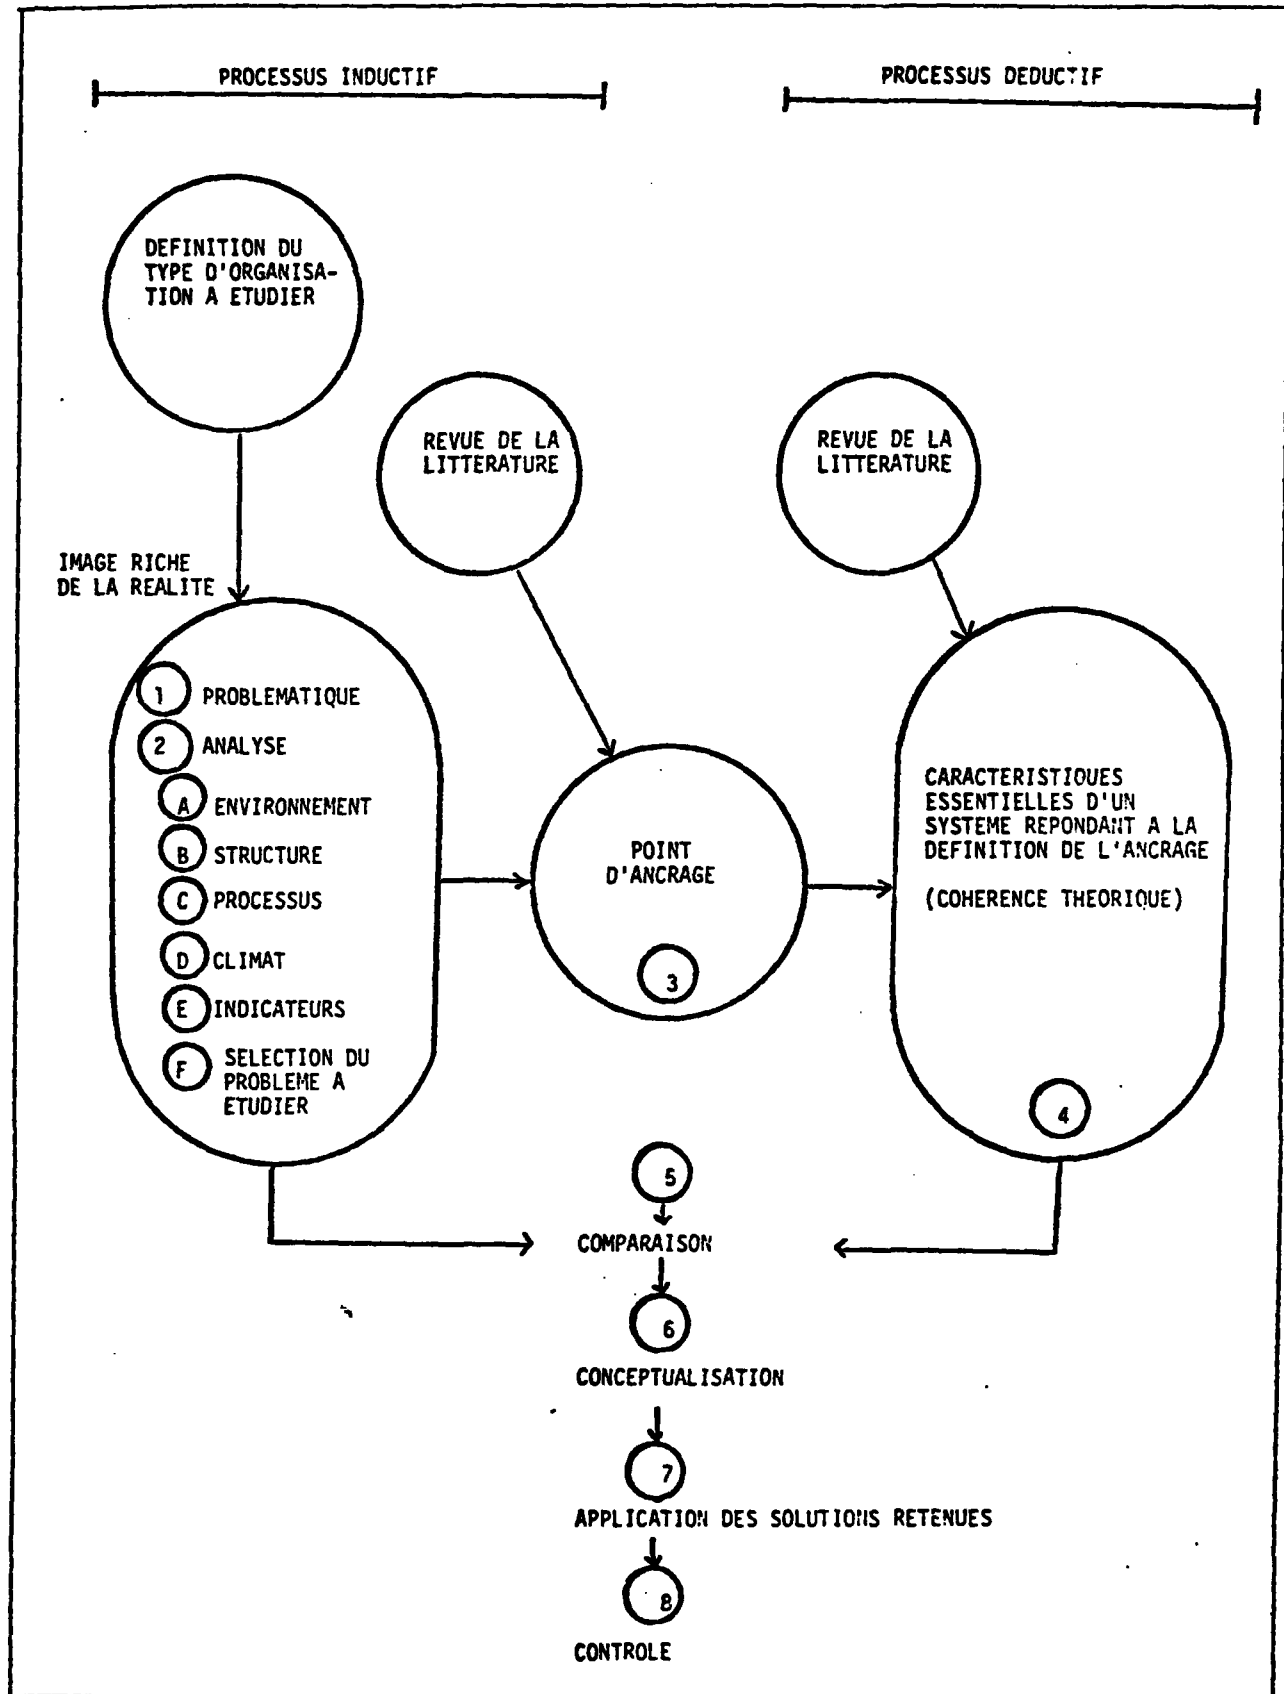 PROCESSUS INDUCTIF
PROCESSUS DEDUCTIF
DEFINITION DU
TYPE D'ORGANISA-
TION A ETUDIER
REVUE DE LA
LITTERATURE
REVUE DE LA
LITTERATURE
IMAGE RICHE
DE LA REALITE
1 PROBLEMATIQUE
2 ANALYSE
A ENVIRONNEMENT
B STRUCTURE
C PROCESSUS
D CLIMAT
E INDICATEURS
F SELECTION DU
PROBLEME A
ETUDIER
POINT
D'ANCRAGE
3
CARACTERISTIQUES
ESSENTIELLES D'UN
SYSTEME REPONDANT A LA
DEFINITION DE L'ANCRAGE
(COHERENCE THEORIQUE)
4
5
COMPARAISON
6
CONCEPTUALISATION
7
APPLICATION DES SOLUTIONS RETENUES
8
CONTROLE